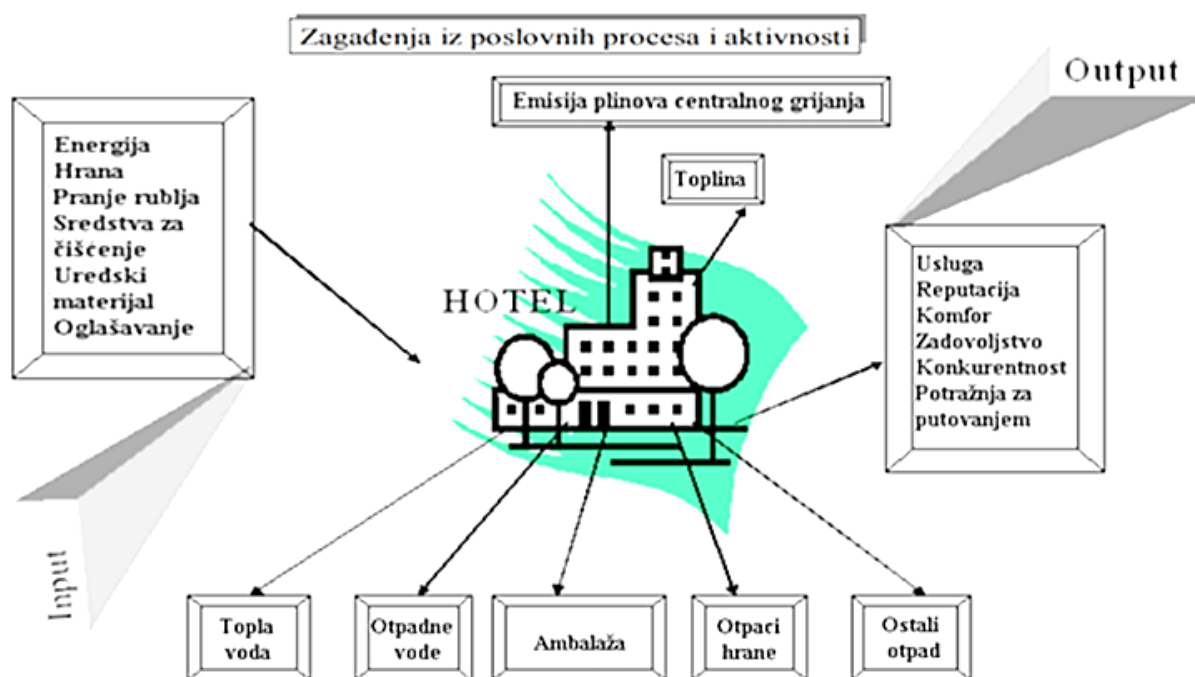 Zagađenja iz poslovnih procesa i aktivnosti
Output
Emisija plinova centralnog grijanja
Energija
Hrana
Pranje rublja
Sredstva za
čišćenje
Uredski
materijal
Oglašavanje
Toplina
Usluga
Reputacija
Komfor
Zadovoljstvo
Konkurentnost
Potražnja za
putovanjem
HOTEL
Input
Topla
voda
Otpadne
vode
Ambalaža
Otpaci
hrane
Ostali
otpad